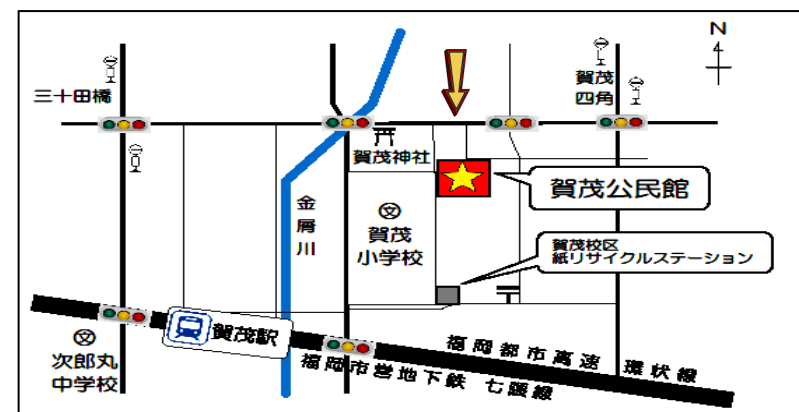 N
三十田橋
賀茂
四角
賀茂神社
賀茂公民館
金
屑
川
文
賀茂
小学校
賀茂校区
紙リサイクルステーション
賀茂駅
文
次郎丸
中学校
福岡都市高速 環状線
福岡市営地下鉄 七隈線